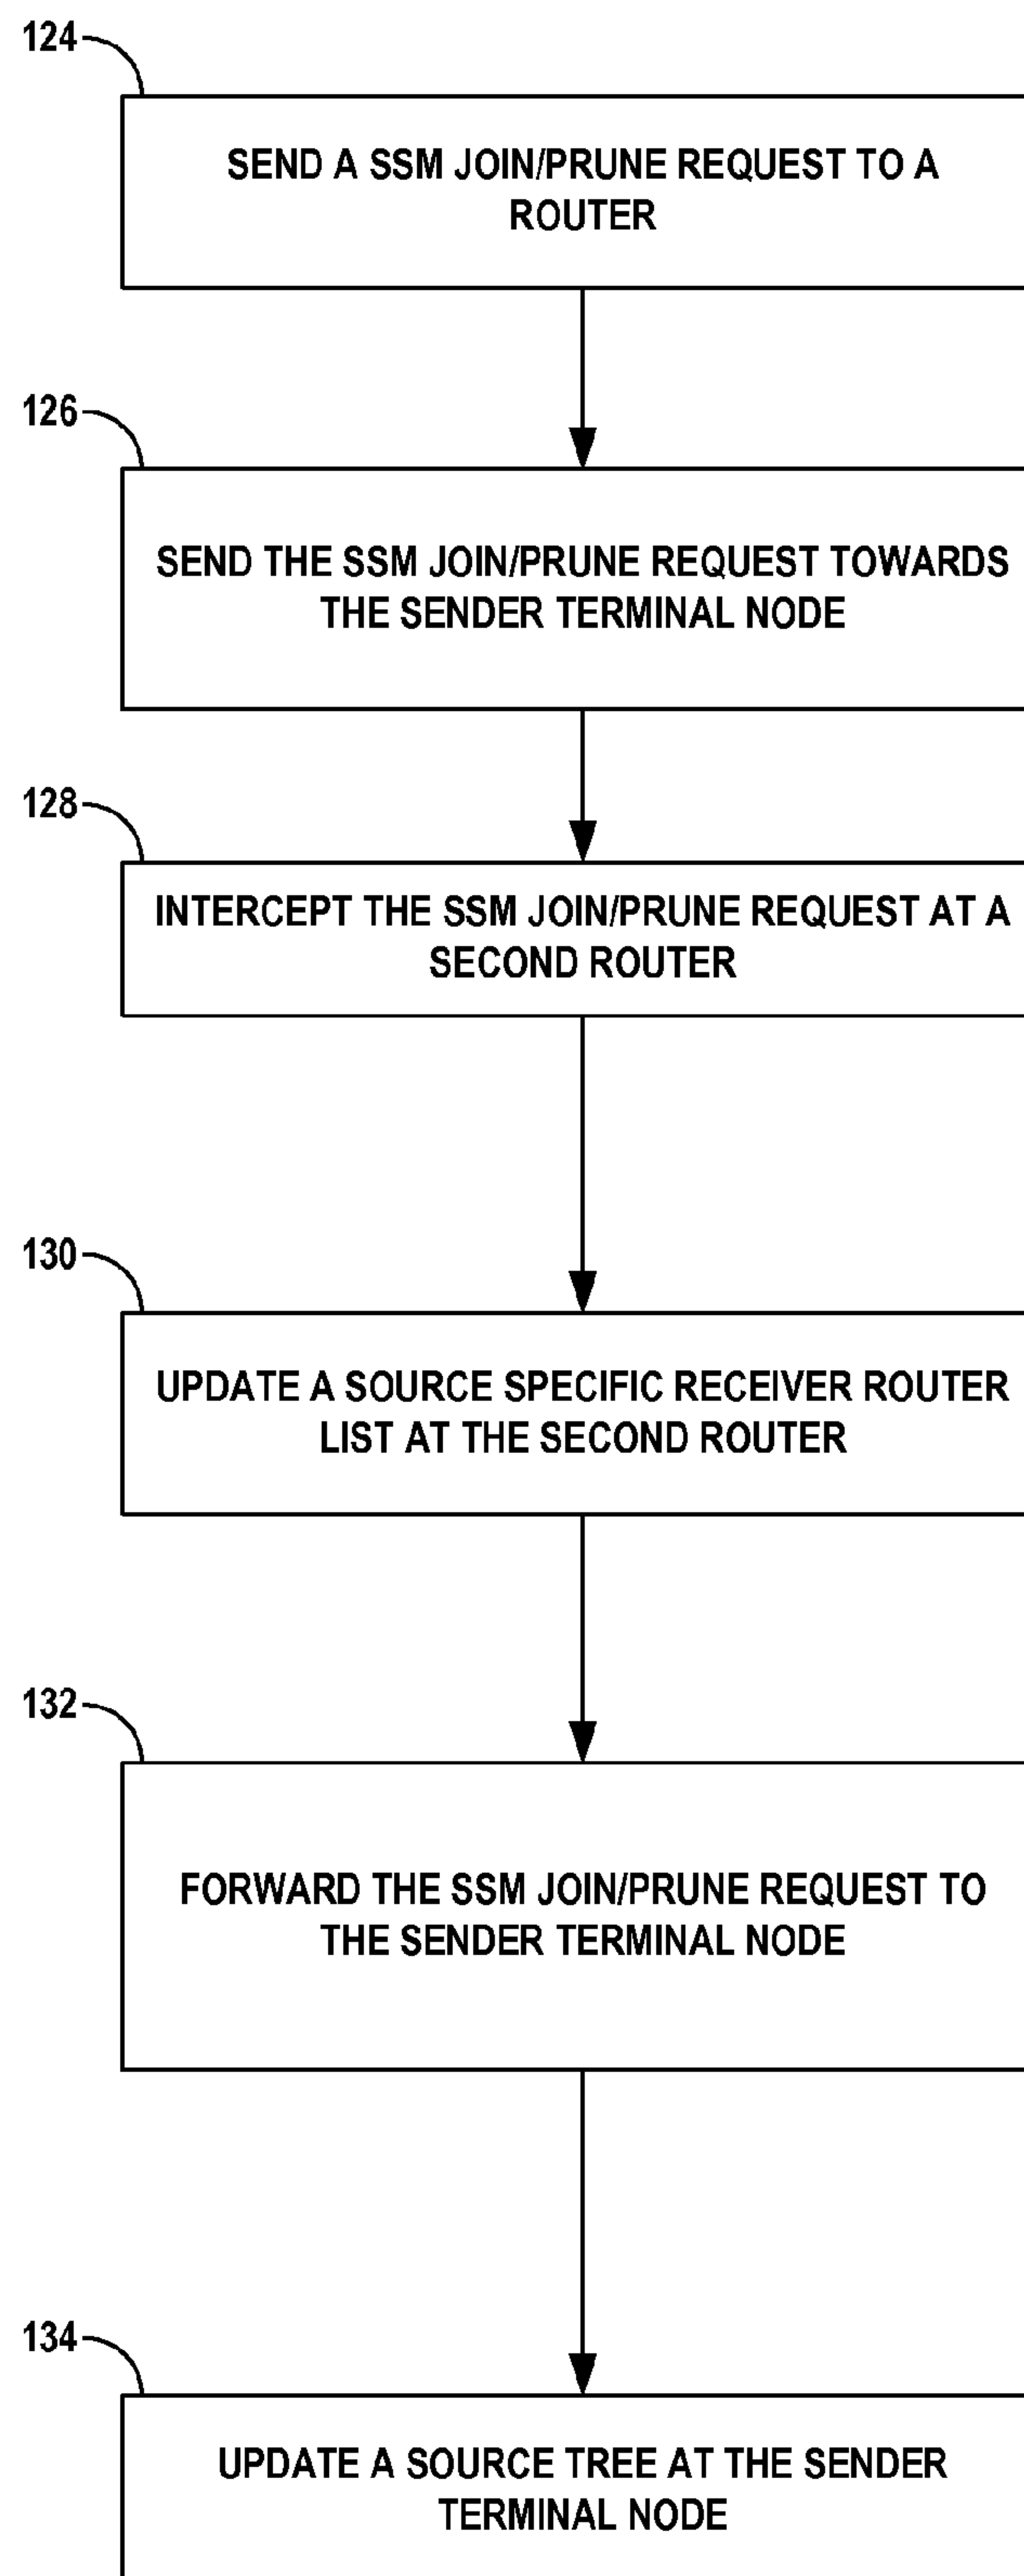 124
SEND A SSM JOIN/PRUNE REQUEST TO A
ROUTER
126
SEND THE SSM JOIN/PRUNE REQUEST TOWARDS
THE SENDER TERMINAL NODE
128
INTERCEPT THE SSM JOIN/PRUNE REQUEST AT A
SECOND ROUTER
130
UPDATE A SOURCE SPECIFIC RECEIVER ROUTER
LIST AT THE SECOND ROUTER
132
FORWARD THE SSM JOIN/PRUNE REQUEST TO
THE SENDER TERMINAL NODE
134
UPDATE A SOURCE TREE AT THE SENDER
TERMINAL NODE